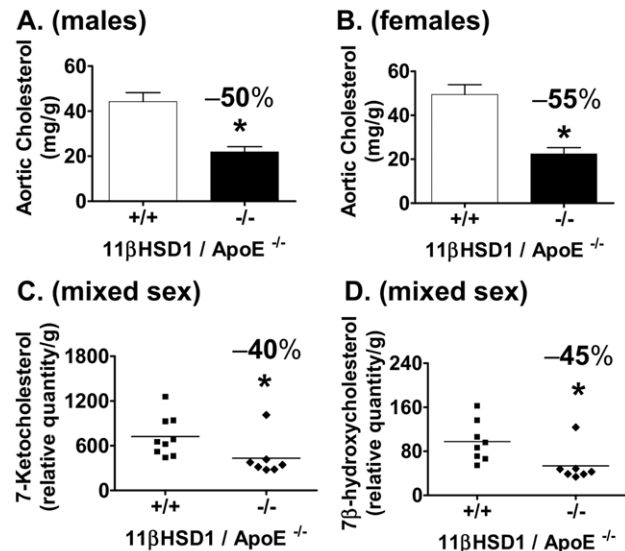 A. (males)
Aortic Cholesterol
(mg/g)
60
40
20
0
–50%
*
+/+
-/-
11βHSD1 / ApoE -/-
B. (females)
Aortic Cholesterol
(mg/g)
60
40
20
0
–55%
*
+/+
-/-
11βHSD1 / ApoE -/-
C. (mixed sex)
7-Ketocholesterol
(relative quantity/g)
1800
1200
600
0
–40%
*
+/+
-/-
11βHSD1 / ApoE -/-
D. (mixed sex)
7β-hydroxycholesterol
(relative quantity/g)
240
160
80
0
–45%
*
+/+
-/-
11βHSD1 / ApoE -/-